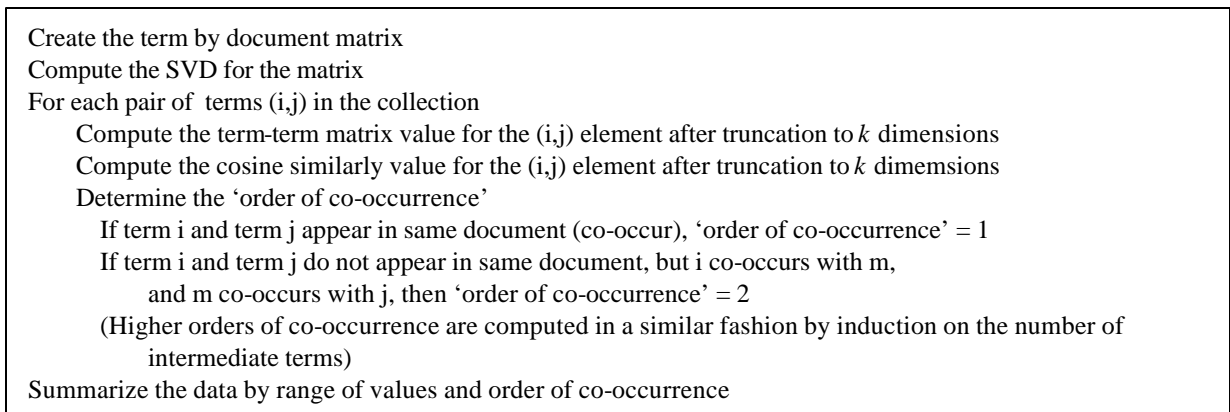 Create the term by document matrix
Compute the SVD for the matrix
For each pair of terms (i,j) in the collection
Compute the term-term matrix value for the (i,j) element after truncation to k dimensions
Compute the cosine similarly value for the (i,j) element after truncation to k dimemsions
Determine the ‘order of co-occurrence’
If term i and term j appear in same document (co-occur), ‘order of co-occurrence’ = 1
If term i and term j do not appear in same document, but i co-occurs with m,
and m co-occurs with j, then ‘order of co-occurrence’ = 2
(Higher orders of co-occurrence are computed in a similar fashion by induction on the number of
intermediate terms)
Summarize the data by range of values and order of co-occurrence